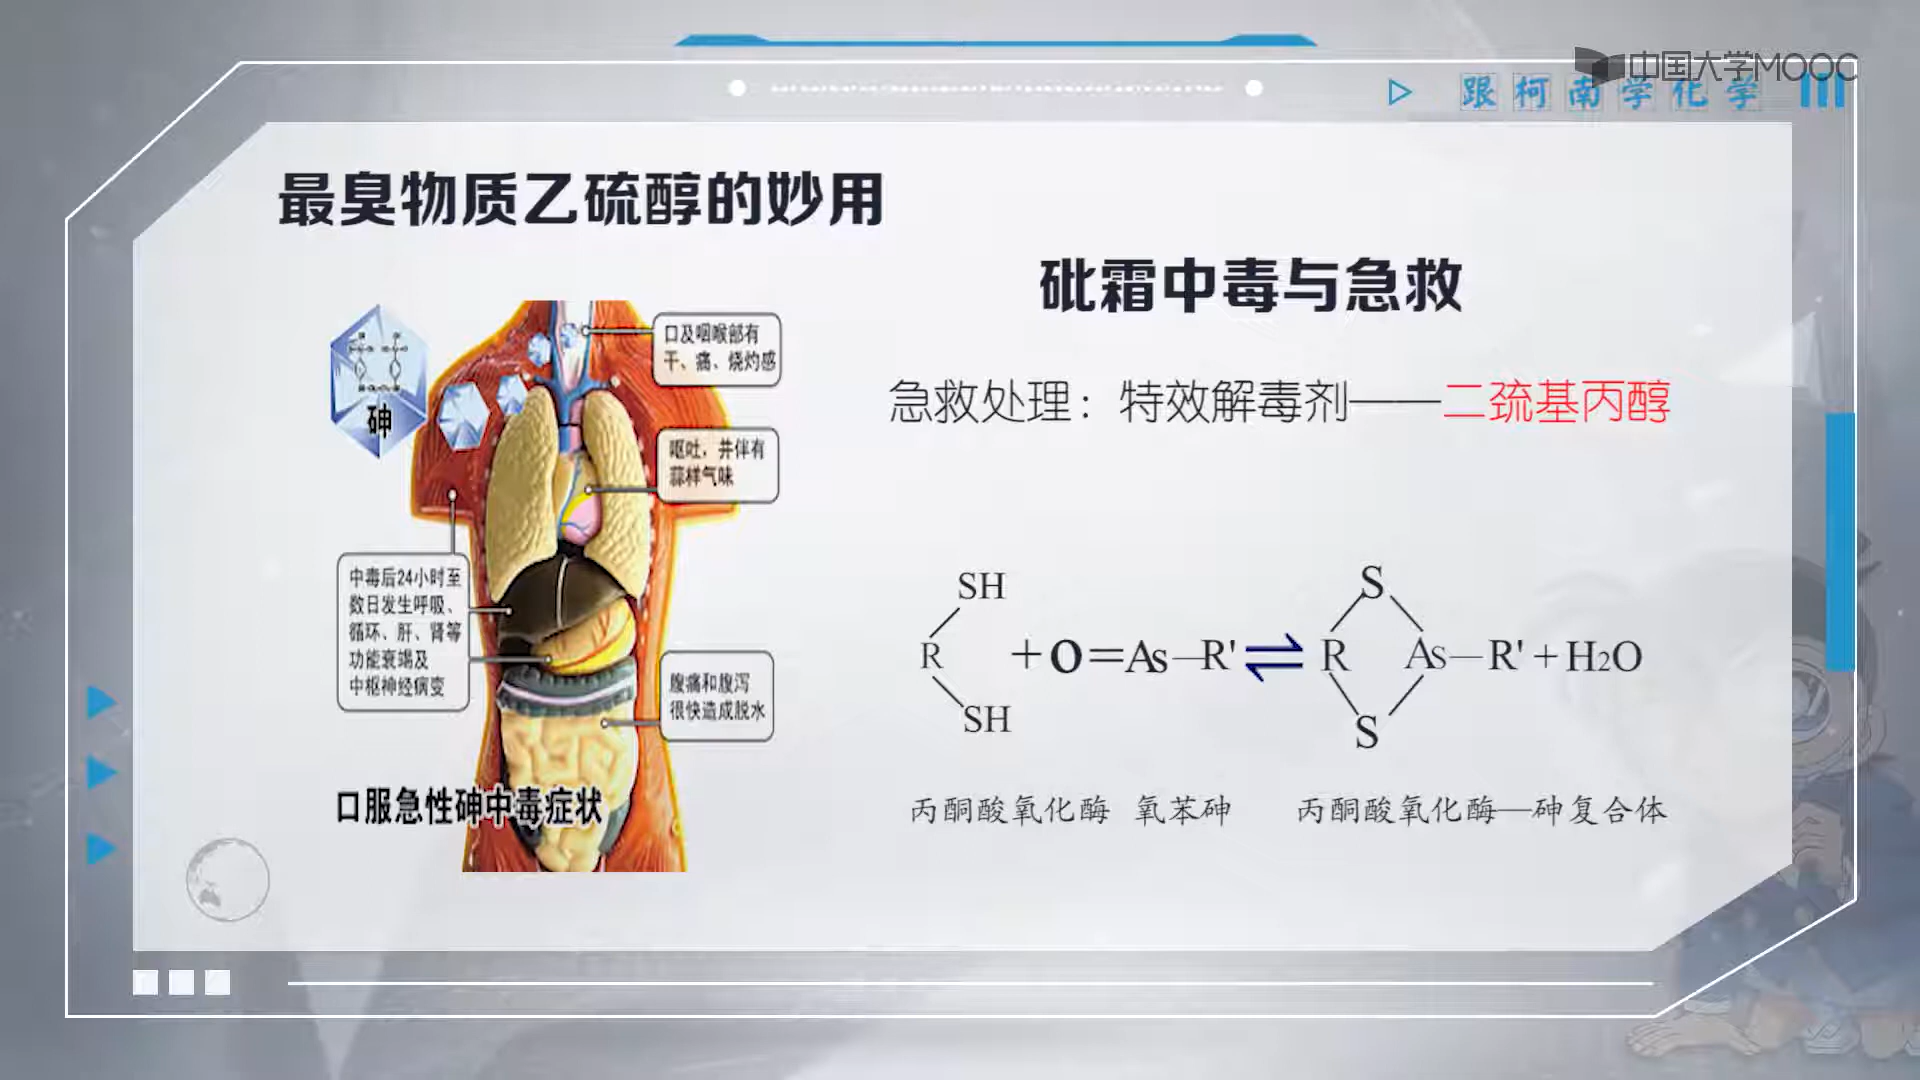 中国大学MOOC
跟柯南学化学
最臭物质乙硫醇的妙用
砒霜中毒与急救
急救处理：特效解毒剂——二巯基丙醇
砷
口及咽喉部有
干、痛、烧灼感
呕吐，并伴有
蒜样气味
中毒后24小时至
数日发生呼吸、
循环、肝、肾等
功能衰竭及
中枢神经病变
腹痛和腹泻
很快造成脱水
口服急性砷中毒症状
SH
R
SH
+O=As—R'⇌
S
R As—R'+H2O
S
丙酮酸氧化酶 氧苯砷 丙酮酸氧化酶—砷复合体